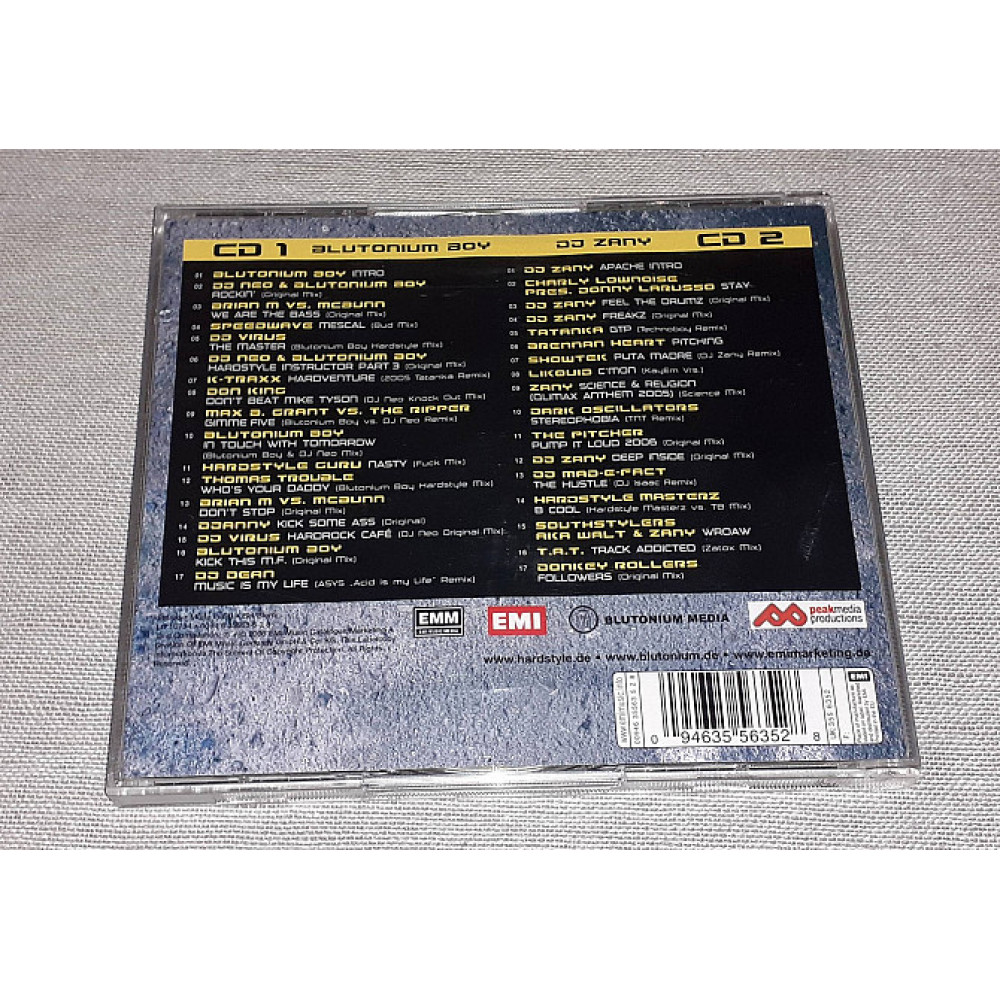 CD 1 BLUTONIUM BOY DJ ZANY CD 2
01 BLUTONIUM BOY INTRO
02 DJ NEO & BLUTONIUM BOY
ROCKIN' (Original Mix)
03 BRIAN M VS. MCBUNN
WE ARE THE BASS (Original Mix)
04 SPEEDWAVE MESCAL (Bud Mix)
05 DJ VIRUS
THE MASTER (Blutonium Boy Hardstyle Mix)
06 DJ NEO & BLUTONIUM BOY
HARDSTYLE INSTRUCTOR PART 3 (Original Mix)
07 K-TRAXX HARDVENTURE (2005 Tatanka Remix)
08 DON KING
DON'T BEAT MIKE TYSON (DJ Neo Knock Out Mix)
09 MAX B. GRANT VS. THE RIPPER
GIMME FIVE (Blutonium Boy vs. DJ Neo Remix)
10 BLUTONIUM BOY
IN TOUCH WITH TOMORROW
(Blutonium Boy & DJ Neo Mix)
11 HARDSTYLE GURU NASTY (Fuck Mix)
12 THOMAS TROUBLE
WHO'S YOUR DADDY (Blutonium Boy Hardstyle Mix)
13 BRIAN M VS. MCBUNN
DON'T STOP (Original Mix)
14 DJANNY KICK SOME ASS (Original)
15 DJ VIRUS HARDROCK CAFÉ (DJ Neo Original Mix)
16 BLUTONIUM BOY
KICK THIS M.F. (Original Mix)
17 DJ DEAN
MUSIC IS MY LIFE (ASYS „Acid is my Life" Remix)
01 DJ ZANY APACHE INTRO
02 CHARLY LOWNOISE
PRES. DONNY LARUSSO STAY
03 DJ ZANY FEEL THE DRUMZ (Original Mix)
04 DJ ZANY FREAKZ (Original Mix)
05 TATANKA GTP (Technoboy Remix)
06 BRENNAN HEART PITCHING
07 SHOWTEK PUTA MADRE (DJ Zany Remix)
08 LIKQUID C'MON (KayEm Vrs.)
09 ZANY SCIENCE & RELIGION
(QLIMAX ANTHEM 2005) (Science Mix)
10 DARK OSCILLATORS
STEREOPHOBIA (TNT Remix)
11 THE PITCHER
PUMP IT LOUD 2006 (Original Mix)
12 DJ ZANY DEEP INSIDE (Original Mix)
13 DJ MAD-E-FACT
THE HUSTLE (DJ Isaac Remix)
14 HARDSTYLE MASTERZ
B COOL (Hardstyle Masterz vs. TB Mix)
15 SOUTHSTYLERS
AKA WALT & ZANY WROAW
16 T.A.T. TRACK ADDICTED (Zatox Mix)
17 DONKEY ROLLERS
FOLLOWERS (Original Mix)
EMM
EMI
BLUTONIUM MEDIA
peakmedia
productions
www.hardstyle.de • www.blutonium.de • www.emimarketing.de
EMI
0 94635 56352 8